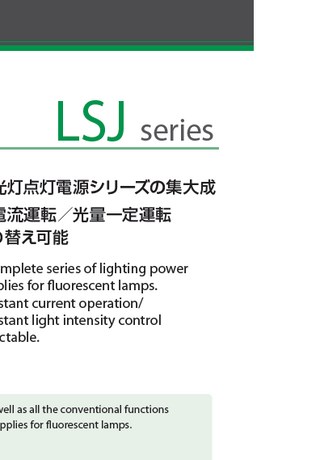 LSJ series
光灯点灯電源シリーズの集大成
電流運転／光量一定運転
替え可能
mplete series of lighting power
plies for fluorescent lamps.
stant current operation/
stant light intensity control
ctable.
well as all the conventional functions
pplies for fluorescent lamps.